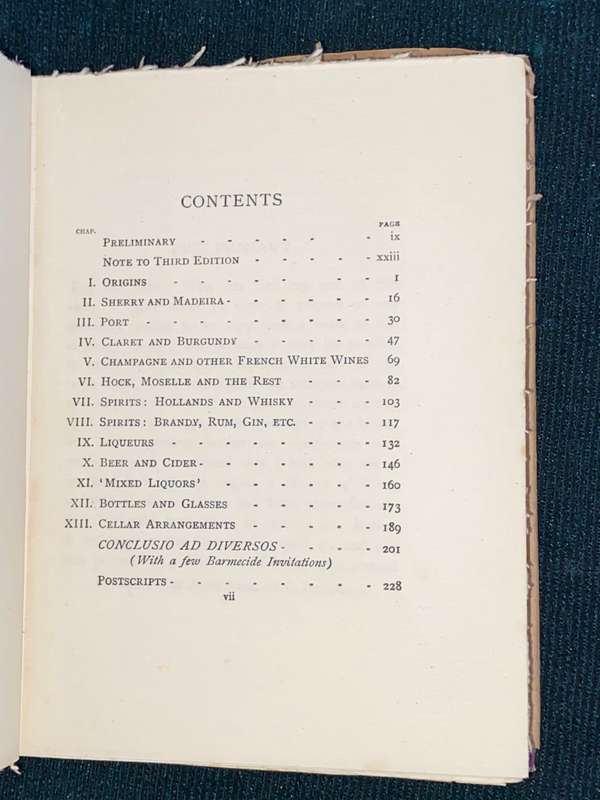 CONTENTS
CHAP. PAGE
PRELIMINARY - - - - - - ix
NOTE TO THIRD EDITION - - - - - xxiii
I. ORIGINS - - - - - - - 1
II. SHERRY AND MADEIRA - - - - - - 16
III. PORT - - - - - - - - - 30
IV. CLARET AND BURGUNDY - - - - - 47
V. CHAMPAGNE AND OTHER FRENCH WHITE WINES 69
VI. HOCK, MOSELLE AND THE REST - - - 82
VII. SPIRITS: HOLLANDS AND WHISKY - - - 103
VIII. SPIRITS: BRANDY, RUM, GIN, ETC. - - - 117
IX. LIQUEURS - - - - - - - - 132
X. BEER AND CIDER - - - - - - - 146
XI. ‘MIXED LIQUORS’ - - - - - - 160
XII. BOTTLES AND GLASSES - - - - - 173
XIII. CELLAR ARRANGEMENTS - - - - - 189
CONCLUSIO AD DIVERSOS - - - - 201
(With a few Barmecide Invitations)
POSTSCRIPTS - - - - - - - - 228
vii